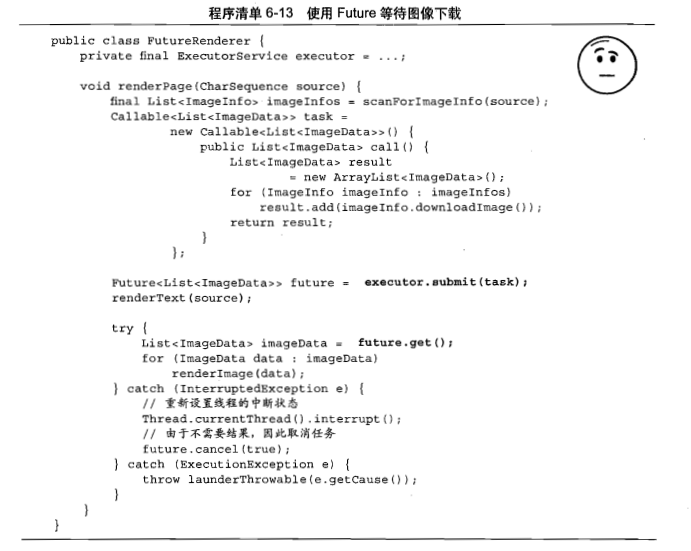 程序清单 6-13 使用 Future 等待图像下载
public class FutureRenderer {
    private final ExecutorService executor = ...;

    void renderPage(CharSequence source) {
        final List<ImageInfo> imageInfos = scanForImageInfo(source);
        Callable<List<ImageData>> task =
                new Callable<List<ImageData>>() {
                    public List<ImageData> call() {
                        List<ImageData> result
                                = new ArrayList<ImageData>();
                        for (ImageInfo imageInfo : imageInfos)
                            result.add(imageInfo.downloadImage());
                        return result;
                    }
                };

        Future<List<ImageData>> future = executor.submit(task);
        renderText(source);

        try {
            List<ImageData> imageData = future.get();
            for (ImageData data : imageData)
                renderImage(data);
        } catch (InterruptedException e) {
            // 重新设置线程的中断状态
            Thread.currentThread().interrupt();
            // 由于不需要结果，因此取消任务
            future.cancel(true);
        } catch (ExecutionException e) {
            throw launderThrowable(e.getCause());
        }
    }
}